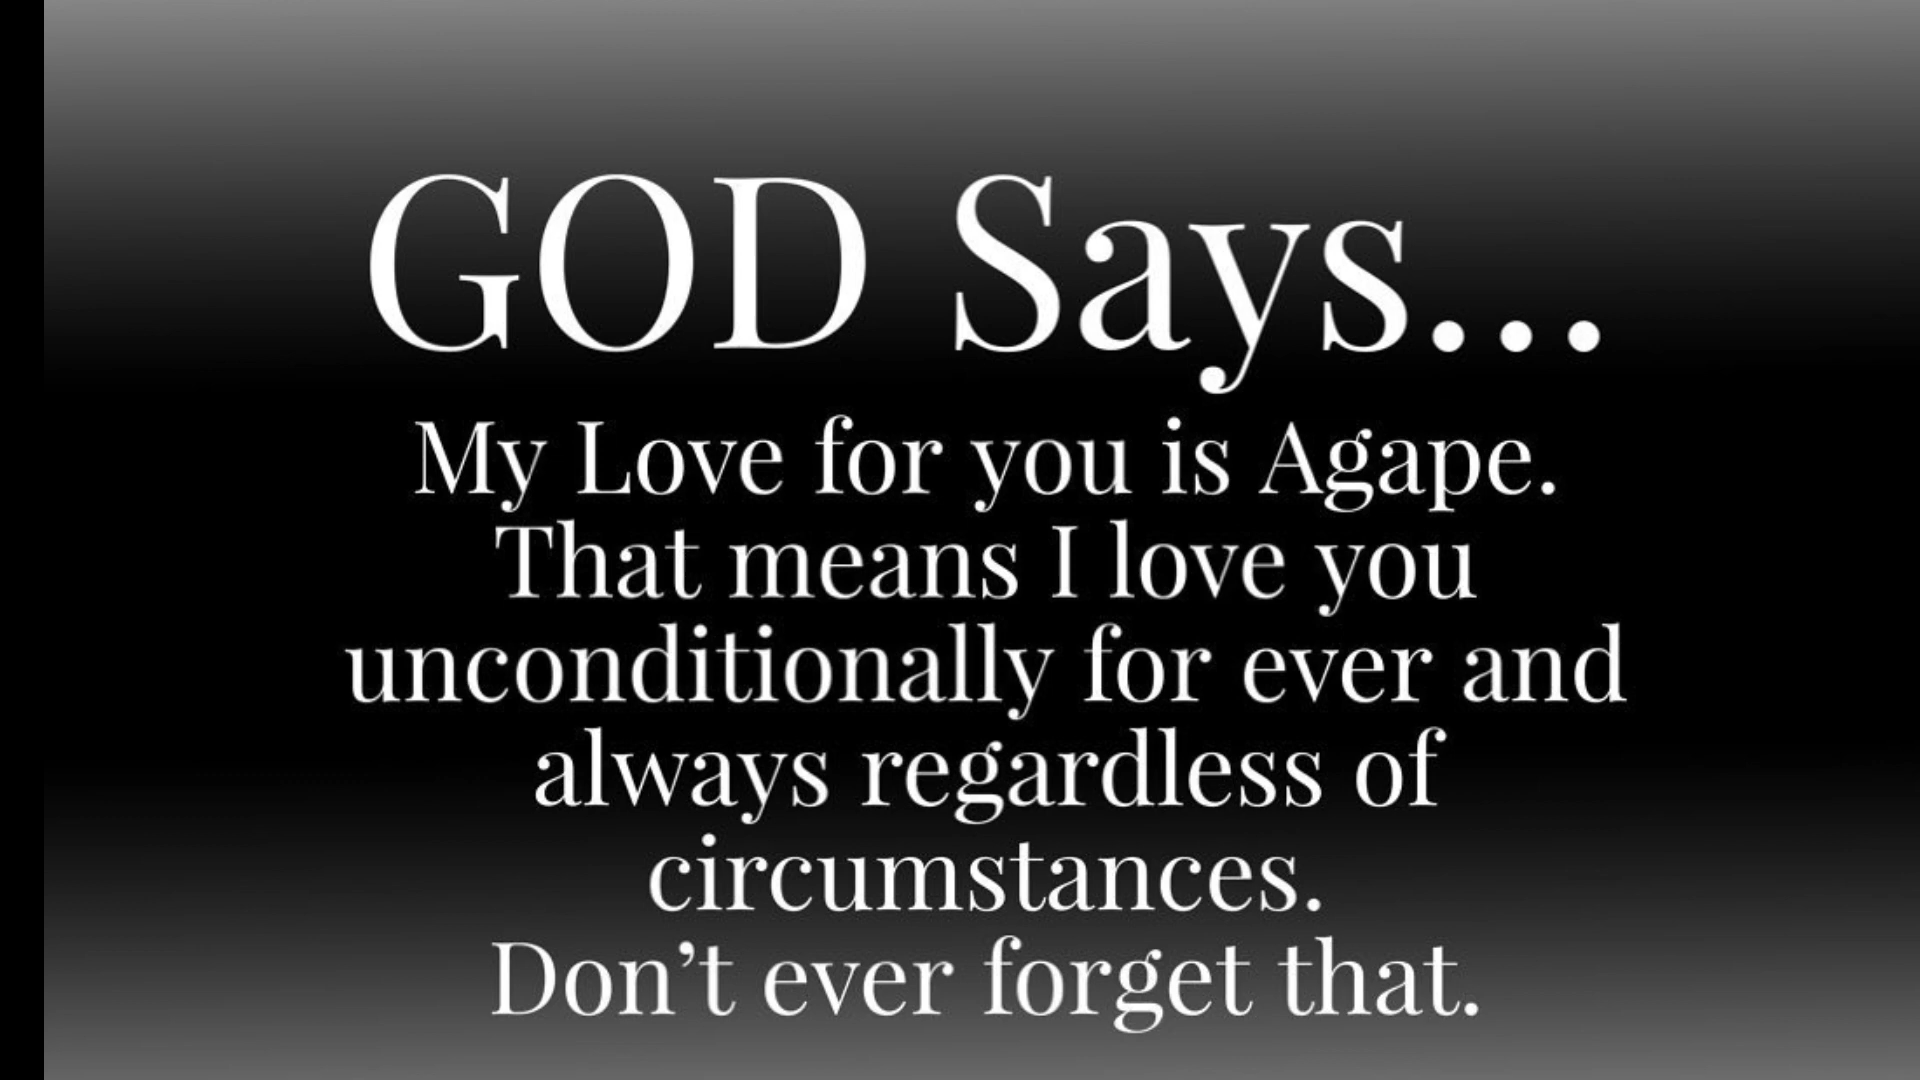 GOD Says...
My Love for you is Agape.
That means I love you
unconditionally for ever and
always regardless of
circumstances.
Don’t ever forget that.